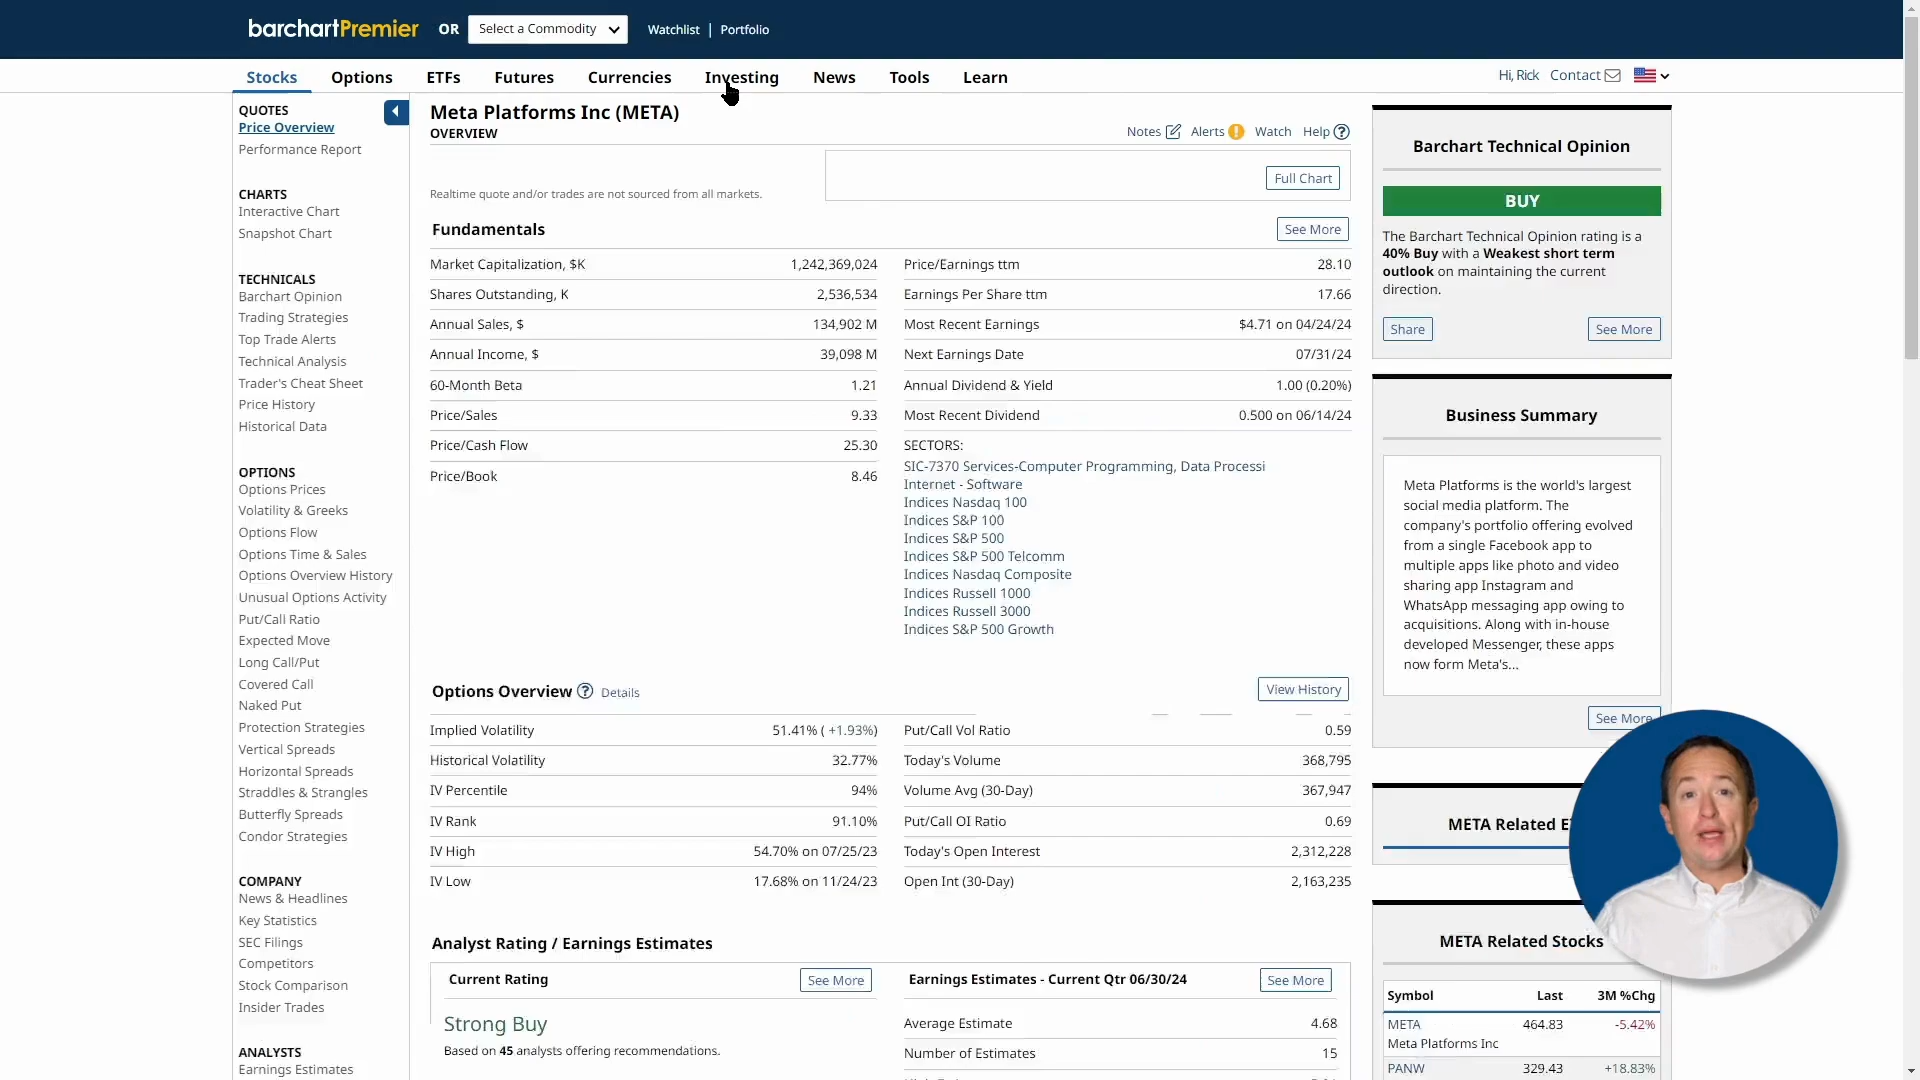 barchartPremier OR Select a Commodity Watchlist | Portfolio
Stocks Options ETFs Futures Currencies Investing News Tools Learn
Hi, Rick Contact
QUOTES
Price Overview
Performance Report
CHARTS
Interactive Chart
Snapshot Chart
TECHNICALS
Barchart Opinion
Trading Strategies
Top Trade Alerts
Technical Analysis
Trader's Cheat Sheet
Price History
Historical Data
OPTIONS
Options Prices
Volatility & Greeks
Options Flow
Options Time & Sales
Options Overview History
Unusual Options Activity
Put/Call Ratio
Expected Move
Long Call/Put
Covered Call
Naked Put
Protection Strategies
Vertical Spreads
Horizontal Spreads
Straddles & Strangles
Butterfly Spreads
Condor Strategies
COMPANY
News & Headlines
Key Statistics
SEC Filings
Competitors
Stock Comparison
Insider Trades
ANALYSTS
Earnings Estimates
Meta Platforms Inc (META)
OVERVIEW
Notes Alerts Watch Help
Full Chart
Realtime quote and/or trades are not sourced from all markets.
Fundamentals See More
Market Capitalization, $K 1,242,369,024
Shares Outstanding, K 2,536,534
Annual Sales, $ 134,902 M
Annual Income, $ 39,098 M
60-Month Beta 1.21
Price/Sales 9.33
Price/Cash Flow 25.30
Price/Book 8.46
Price/Earnings ttm 28.10
Earnings Per Share ttm 17.66
Most Recent Earnings $4.71 on 04/24/24
Next Earnings Date 07/31/24
Annual Dividend & Yield 1.00 (0.20%)
Most Recent Dividend 0.500 on 06/14/24
SECTORS:
SIC-7370 Services-Computer Programming, Data Processi
Internet - Software
Indices Nasdaq 100
Indices S&P 100
Indices S&P 500
Indices S&P 500 Telcomm
Indices Nasdaq Composite
Indices Russell 1000
Indices Russell 3000
Indices S&P 500 Growth
Options Overview Details View History
Implied Volatility 51.41% ( +1.93%)
Historical Volatility 32.77%
IV Percentile 94%
IV Rank 91.10%
IV High 54.70% on 07/25/23
IV Low 17.68% on 11/24/23
Put/Call Vol Ratio 0.59
Today's Volume 368,795
Volume Avg (30-Day) 367,947
Put/Call OI Ratio 0.69
Today's Open Interest 2,312,228
Open Int (30-Day) 2,163,235
Analyst Rating / Earnings Estimates
Current Rating See More
Strong Buy
Based on 45 analysts offering recommendations.
Earnings Estimates - Current Qtr 06/30/24 See More
Average Estimate 4.68
Number of Estimates 15
Barchart Technical Opinion
BUY
The Barchart Technical Opinion rating is a
40% Buy with a Weakest short term
outlook on maintaining the current
direction.
Share See More
Business Summary
Meta Platforms is the world's largest
social media platform. The
company's portfolio offering evolved
from a single Facebook app to
multiple apps like photo and video
sharing app Instagram and
WhatsApp messaging app owing to
acquisitions. Along with in-house
developed Messenger, these apps
now form Meta's...
See More
META Related
META Related Stocks
Symbol Last 3M %Chg
META 464.83 -5.42%
Meta Platforms Inc
PANW 329.43 +18.83%